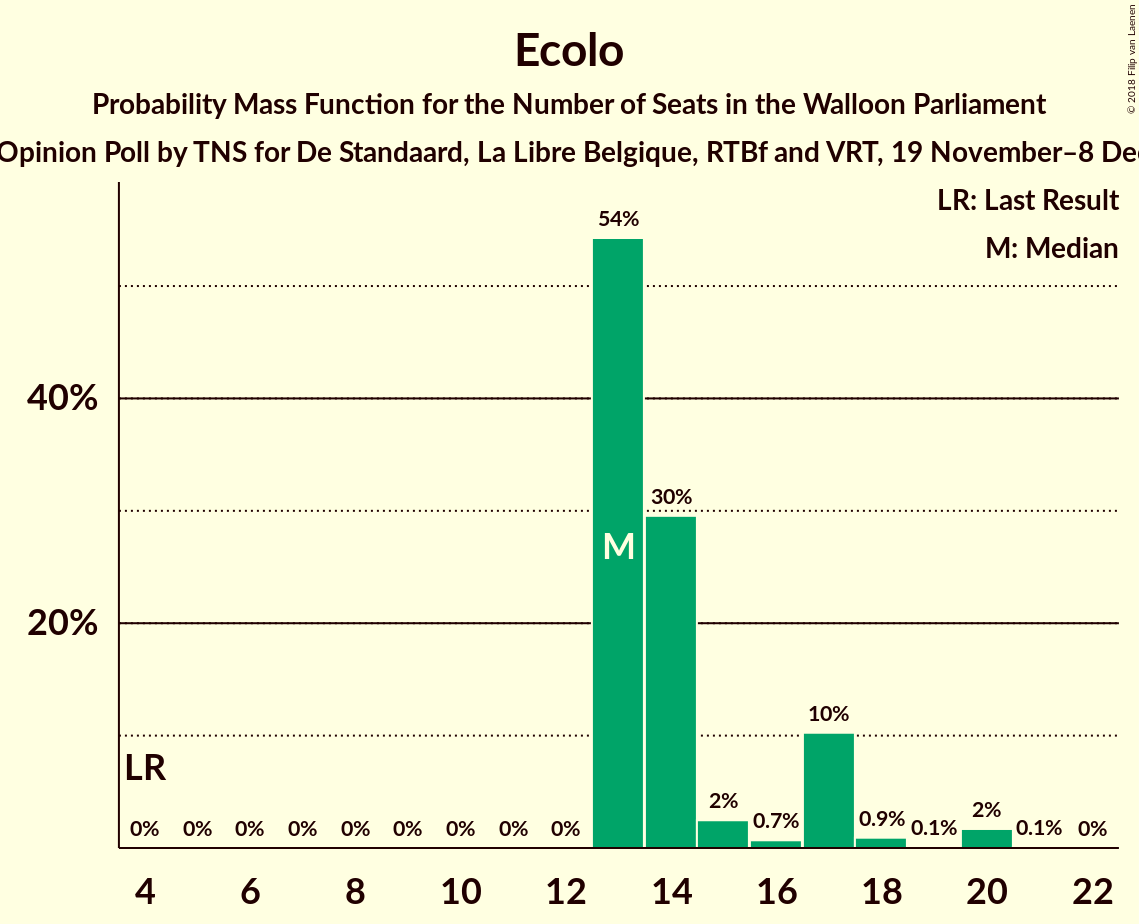 Ecolo
Probability Mass Function for the Number of Seats in the Walloon Parliament
Opinion Poll by TNS for De Standaard, La Libre Belgique, RTBf and VRT, 19 November–8
© 2018 Filip van Laenen
LR: Last Result
M: Median
54%
40%
30%
M
20%
10%
LR
0% 0% 0% 0% 0% 0% 0% 0% 0% 2% 0.7% 0.9% 0.1% 2% 0.1% 0%
4 6 8 10 12 14 16 18 20 22